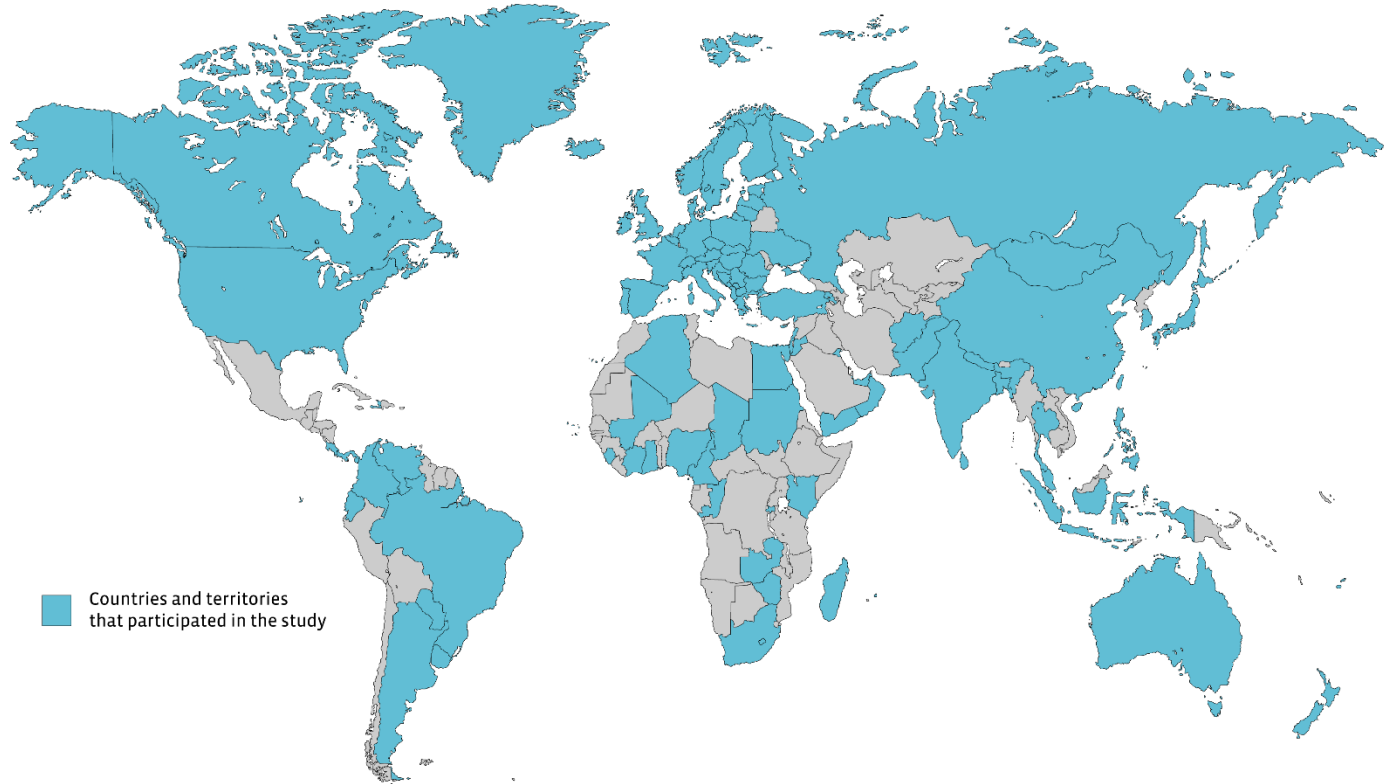 Countries and territories
that participated in the study